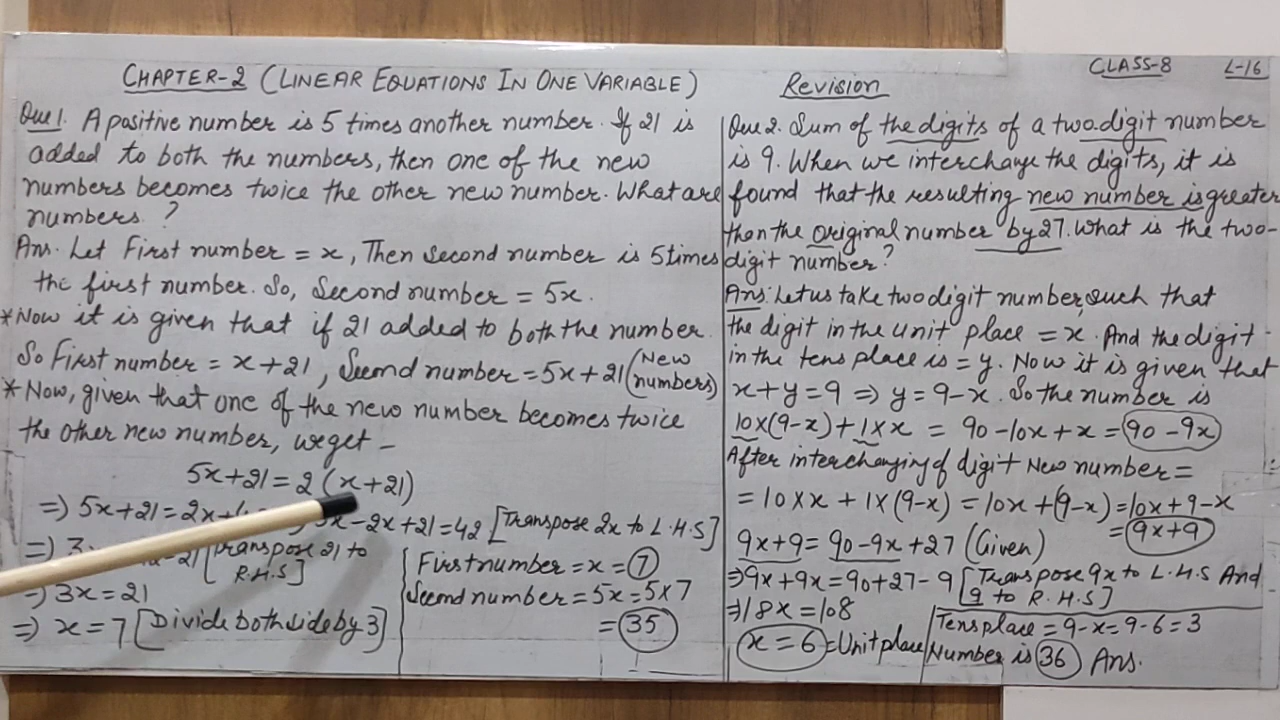 CHAPTER-2 (LINEAR EQUATIONS IN ONE VARIABLE)
Revision
CLASS-8 L-16
Que 1. A positive number is 5 times another number. If 21 is
added to both the numbers, then one of the new
numbers becomes twice the other new number. What are
numbers ?
Ans. Let First number = x, Then Second number is 5 times
the first number. So, Second number = 5x.
*Now it is given that if 21 added to both the number.
So First number = x+21, Second number = 5x+21 (New
numbers)
*Now, given that one of the new number becomes twice
the other new number, we get –
5x+21 = 2 (x+21)
=> 5x+21 = 2x+ x-2x+21=42 [Transpose 2x to L.H.S]
=> 3 -21 [Transpose 21 to
R.H.S]
=> 3x = 21
=> x = 7 [Divide both side by 3]
First number = x = 7
Second number = 5x = 5x7
= 35
Que 2. Sum of the digits of a two-digit number
is 9. When we interchange the digits, it is
found that the resulting new number is greater
than the original number by 27. What is the two-
digit number?
Ans: Let us take two digit number, such that
the digit in the unit place = x. And the digit
in the tens place is = y. Now it is given that
x+y=9 => y=9-x. So the number is
10x(9-x)+1xx = 90-10x+x = 90-9x
After interchanging of digit New number =
= 10xx + 1x(9-x) = 10x+(9-x) = 10x+9-x
= 9x+9
9x+9 = 90-9x+27 (Given)
=> 9x+9x=90+27-9 [Transpose 9x to L.H.S And
9 to R.H.S]
=> 18x = 108
x = 6 = Unit place
Tens place = 9-x = 9-6 = 3
Number is 36 Ans.